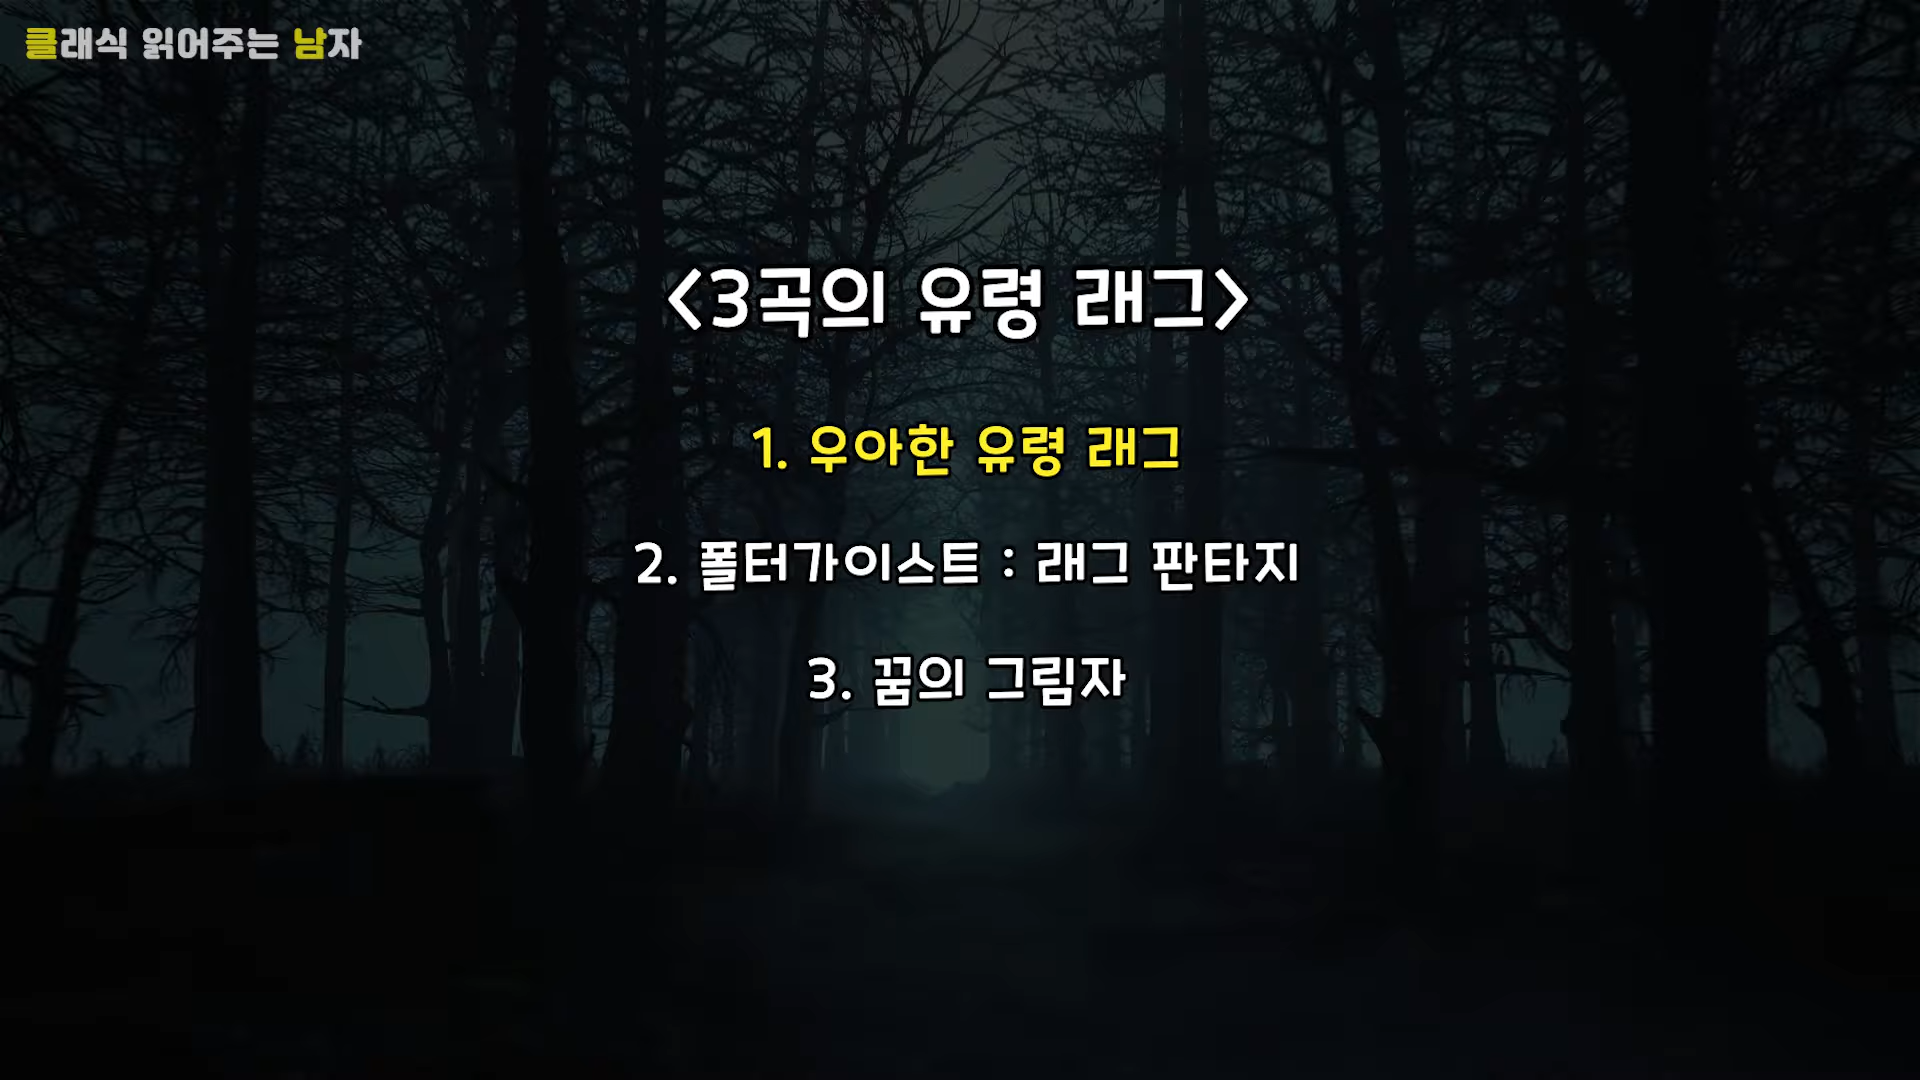 클래식 읽어주는 남자
<3곡의 유령 래그>
1. 우아한 유령 래그
2. 폴터가이스트 : 래그 판타지
3. 꿈의 그림자